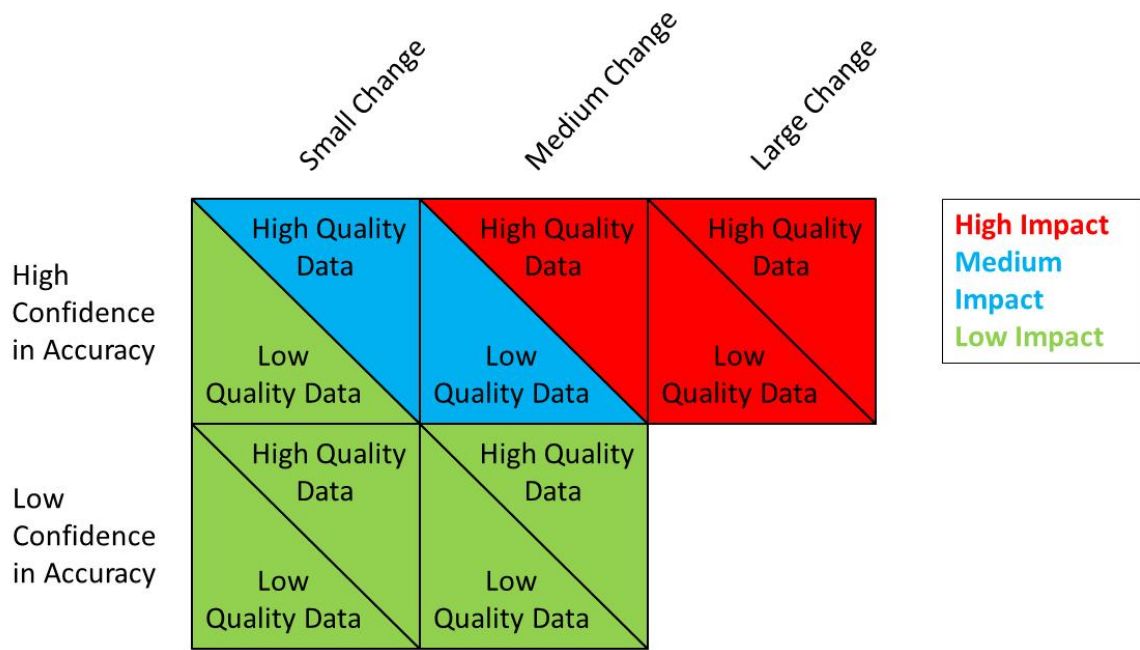 Small Change
Medium Change
Large Change
High
Confidence
in Accuracy
High Quality
Data
Low
Quality Data
High Quality
Data
Low
Quality Data
High Quality
Data
Low
Quality Data
High Impact
Medium
Impact
Low Impact
Low
Confidence
in Accuracy
High Quality
Data
Low
Quality Data
High Quality
Data
Low
Quality Data